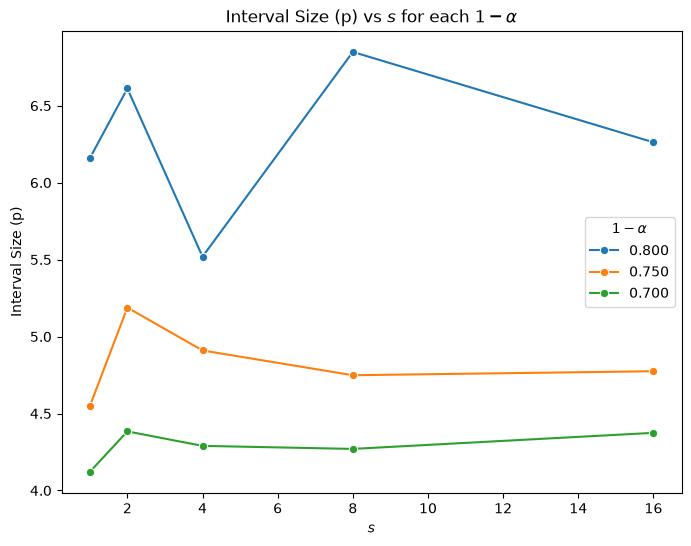 Interval Size (p) vs s for each 1 − α
Interval Size (p)
6.5
6.0
5.5
5.0
4.5
4.0
1 − α
0.800
0.750
0.700
2 4 6 8 10 12 14 16
s